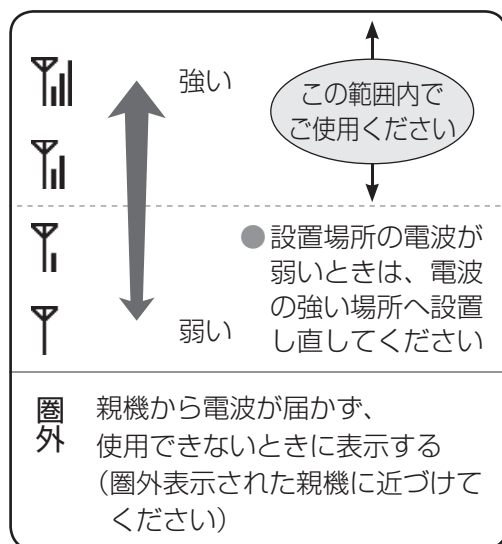 強い
この範囲内で
ご使用ください
●設置場所の電波が
弱いときは、電波
の強い場所へ設置
し直してください
弱い
圏外
親機から電波が届かず、
使用できないときに表示する
（圏外表示された親機に近づけて
ください）